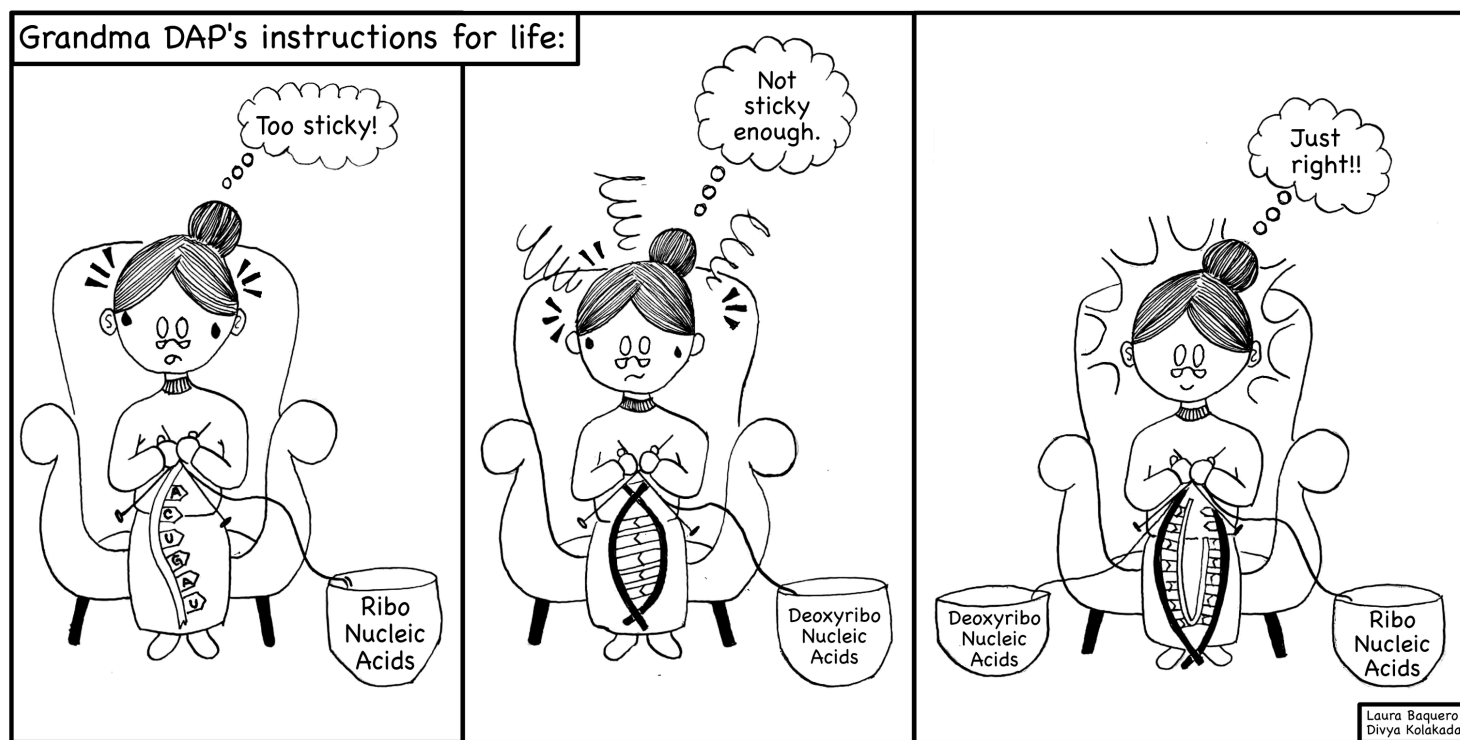 Grandma DAP's instructions for life:
Too sticky!
A
C
U
G
A
U
Ribo
Nucleic
Acids
Not
sticky
enough.
Deoxyribo
Nucleic
Acids
Just
right!!
Deoxyribo
Nucleic
Acids
Ribo
Nucleic
Acids
Laura Baquero
Divya Kolakada